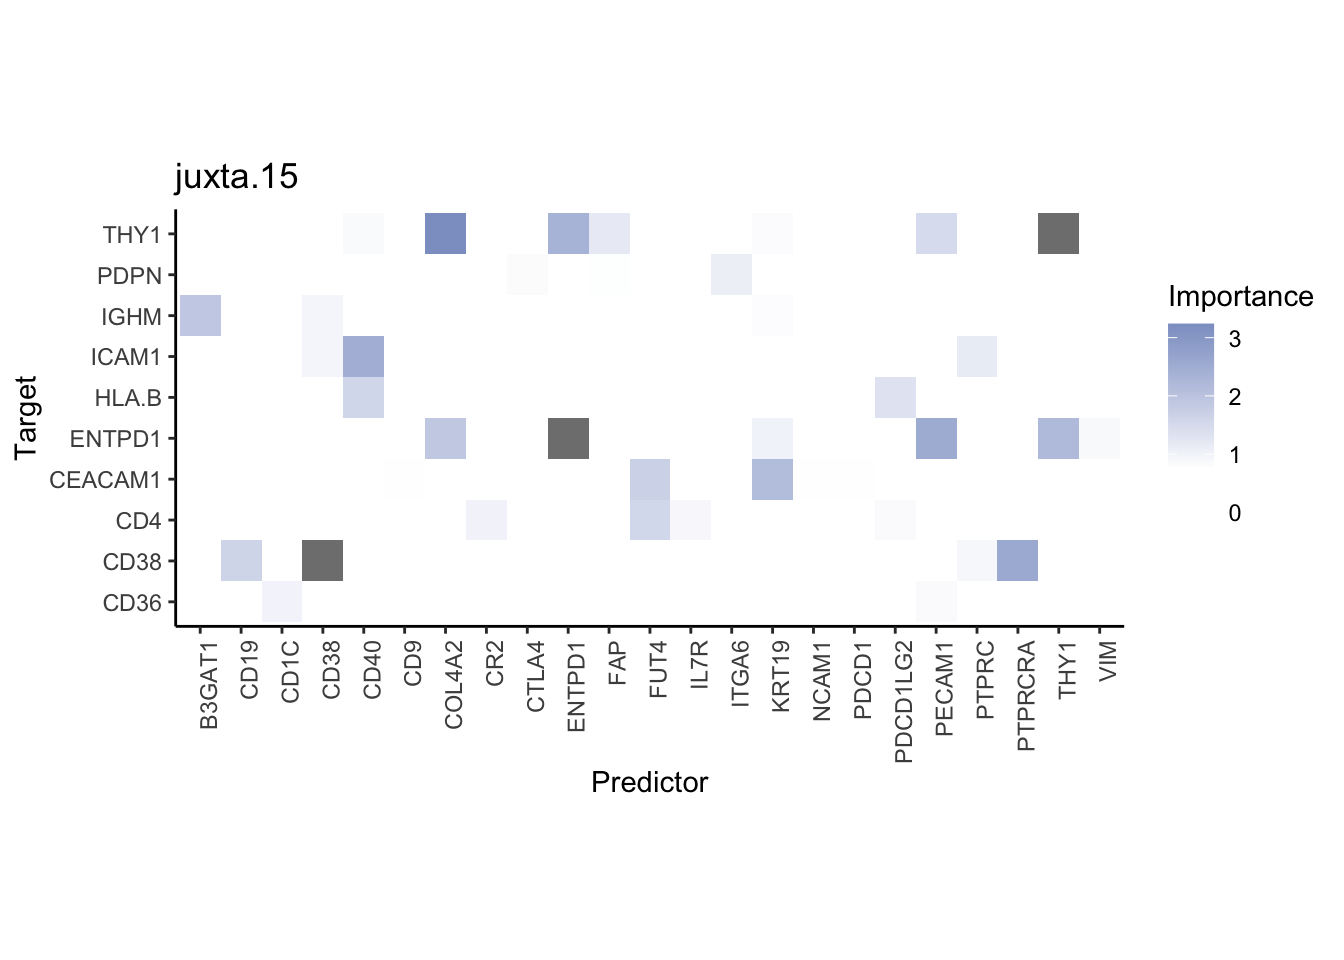 juxta.15
THY1
PDPN
IGHM
ICAM1
HLA.B
ENTPD1
CEACAM1
CD4
CD38
CD36
Target
B3GAT1
CD19
CD1C
CD38
CD40
CD9
COL4A2
CR2
CTLA4
ENTPD1
FAP
FUT4
IL7R
ITGA6
KRT19
NCAM1
PDCD1
PDCD1LG2
PECAM1
PTPRC
PTPRCRA
THY1
VIM
Predictor
Importance
3
2
1
0